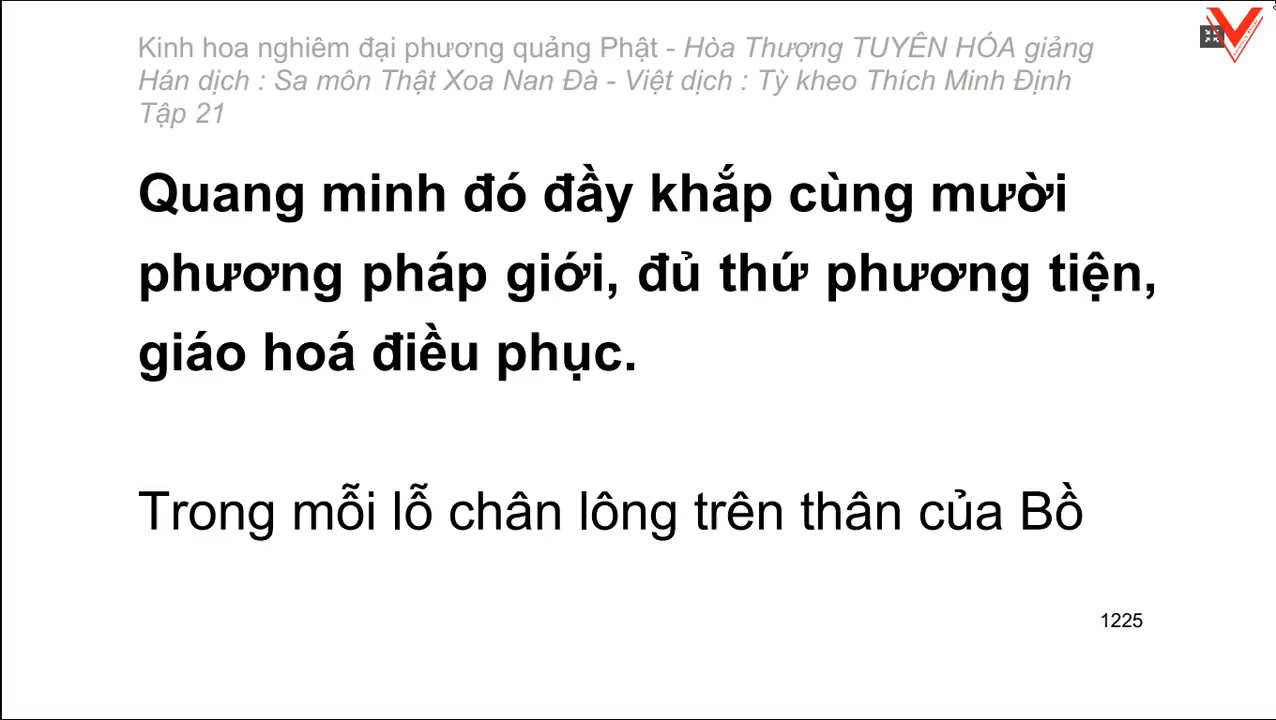 Kinh hoa nghiêm đại phương quảng Phật - Hòa Thượng TUYÊN HÓA giảng
Hán dịch : Sa môn Thật Xoa Nan Đà - Việt dịch : Tỳ kheo Thích Minh Định
Tập 21
Quang minh đó đầy khắp cùng mười
phương pháp giới, đủ thứ phương tiện,
giáo hoá điều phục.
Trong mỗi lỗ chân lông trên thân của Bồ
1225